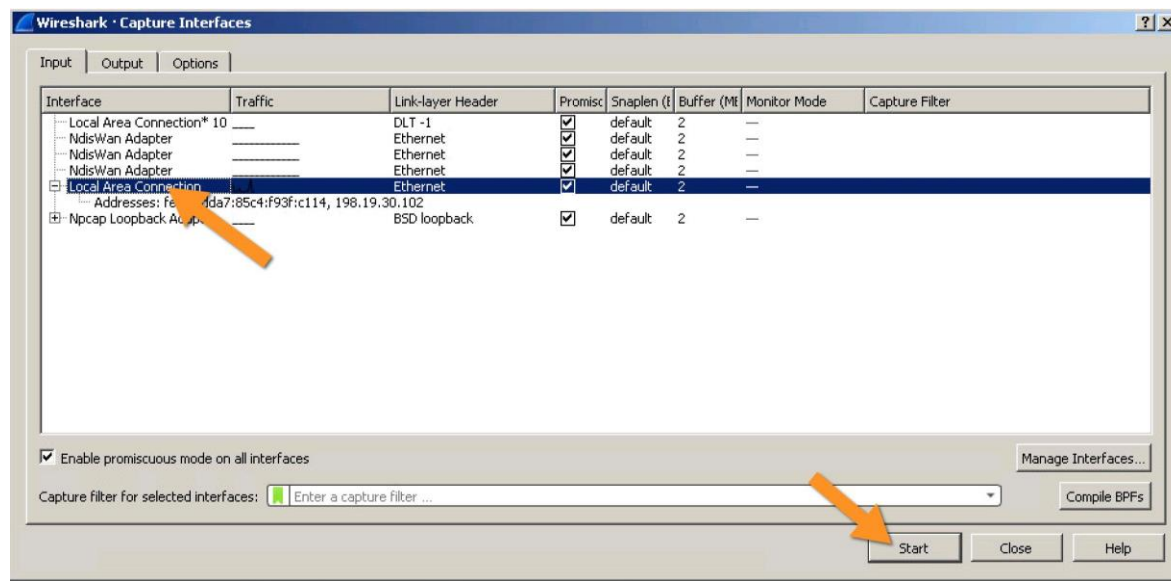 Wireshark · Capture Interfaces
Input Output Options
Interface Traffic Link-layer Header Promisc Snaplen (B Buffer (MB Monitor Mode Capture Filter
Local Area Connection* 10 DLT -1 default 2 —
NdisWan Adapter Ethernet default 2 —
NdisWan Adapter Ethernet default 2 —
NdisWan Adapter Ethernet default 2 —
Local Area Connection Ethernet default 2 —
Addresses: 85c4:f93f:c114, 198.19.30.102
Npcap Loopback BSD loopback default 2 —
Enable promiscuous mode on all interfaces
Manage Interfaces...
Capture filter for selected interfaces: Enter a capture filter ...
Compile BPFs
Start Close Help